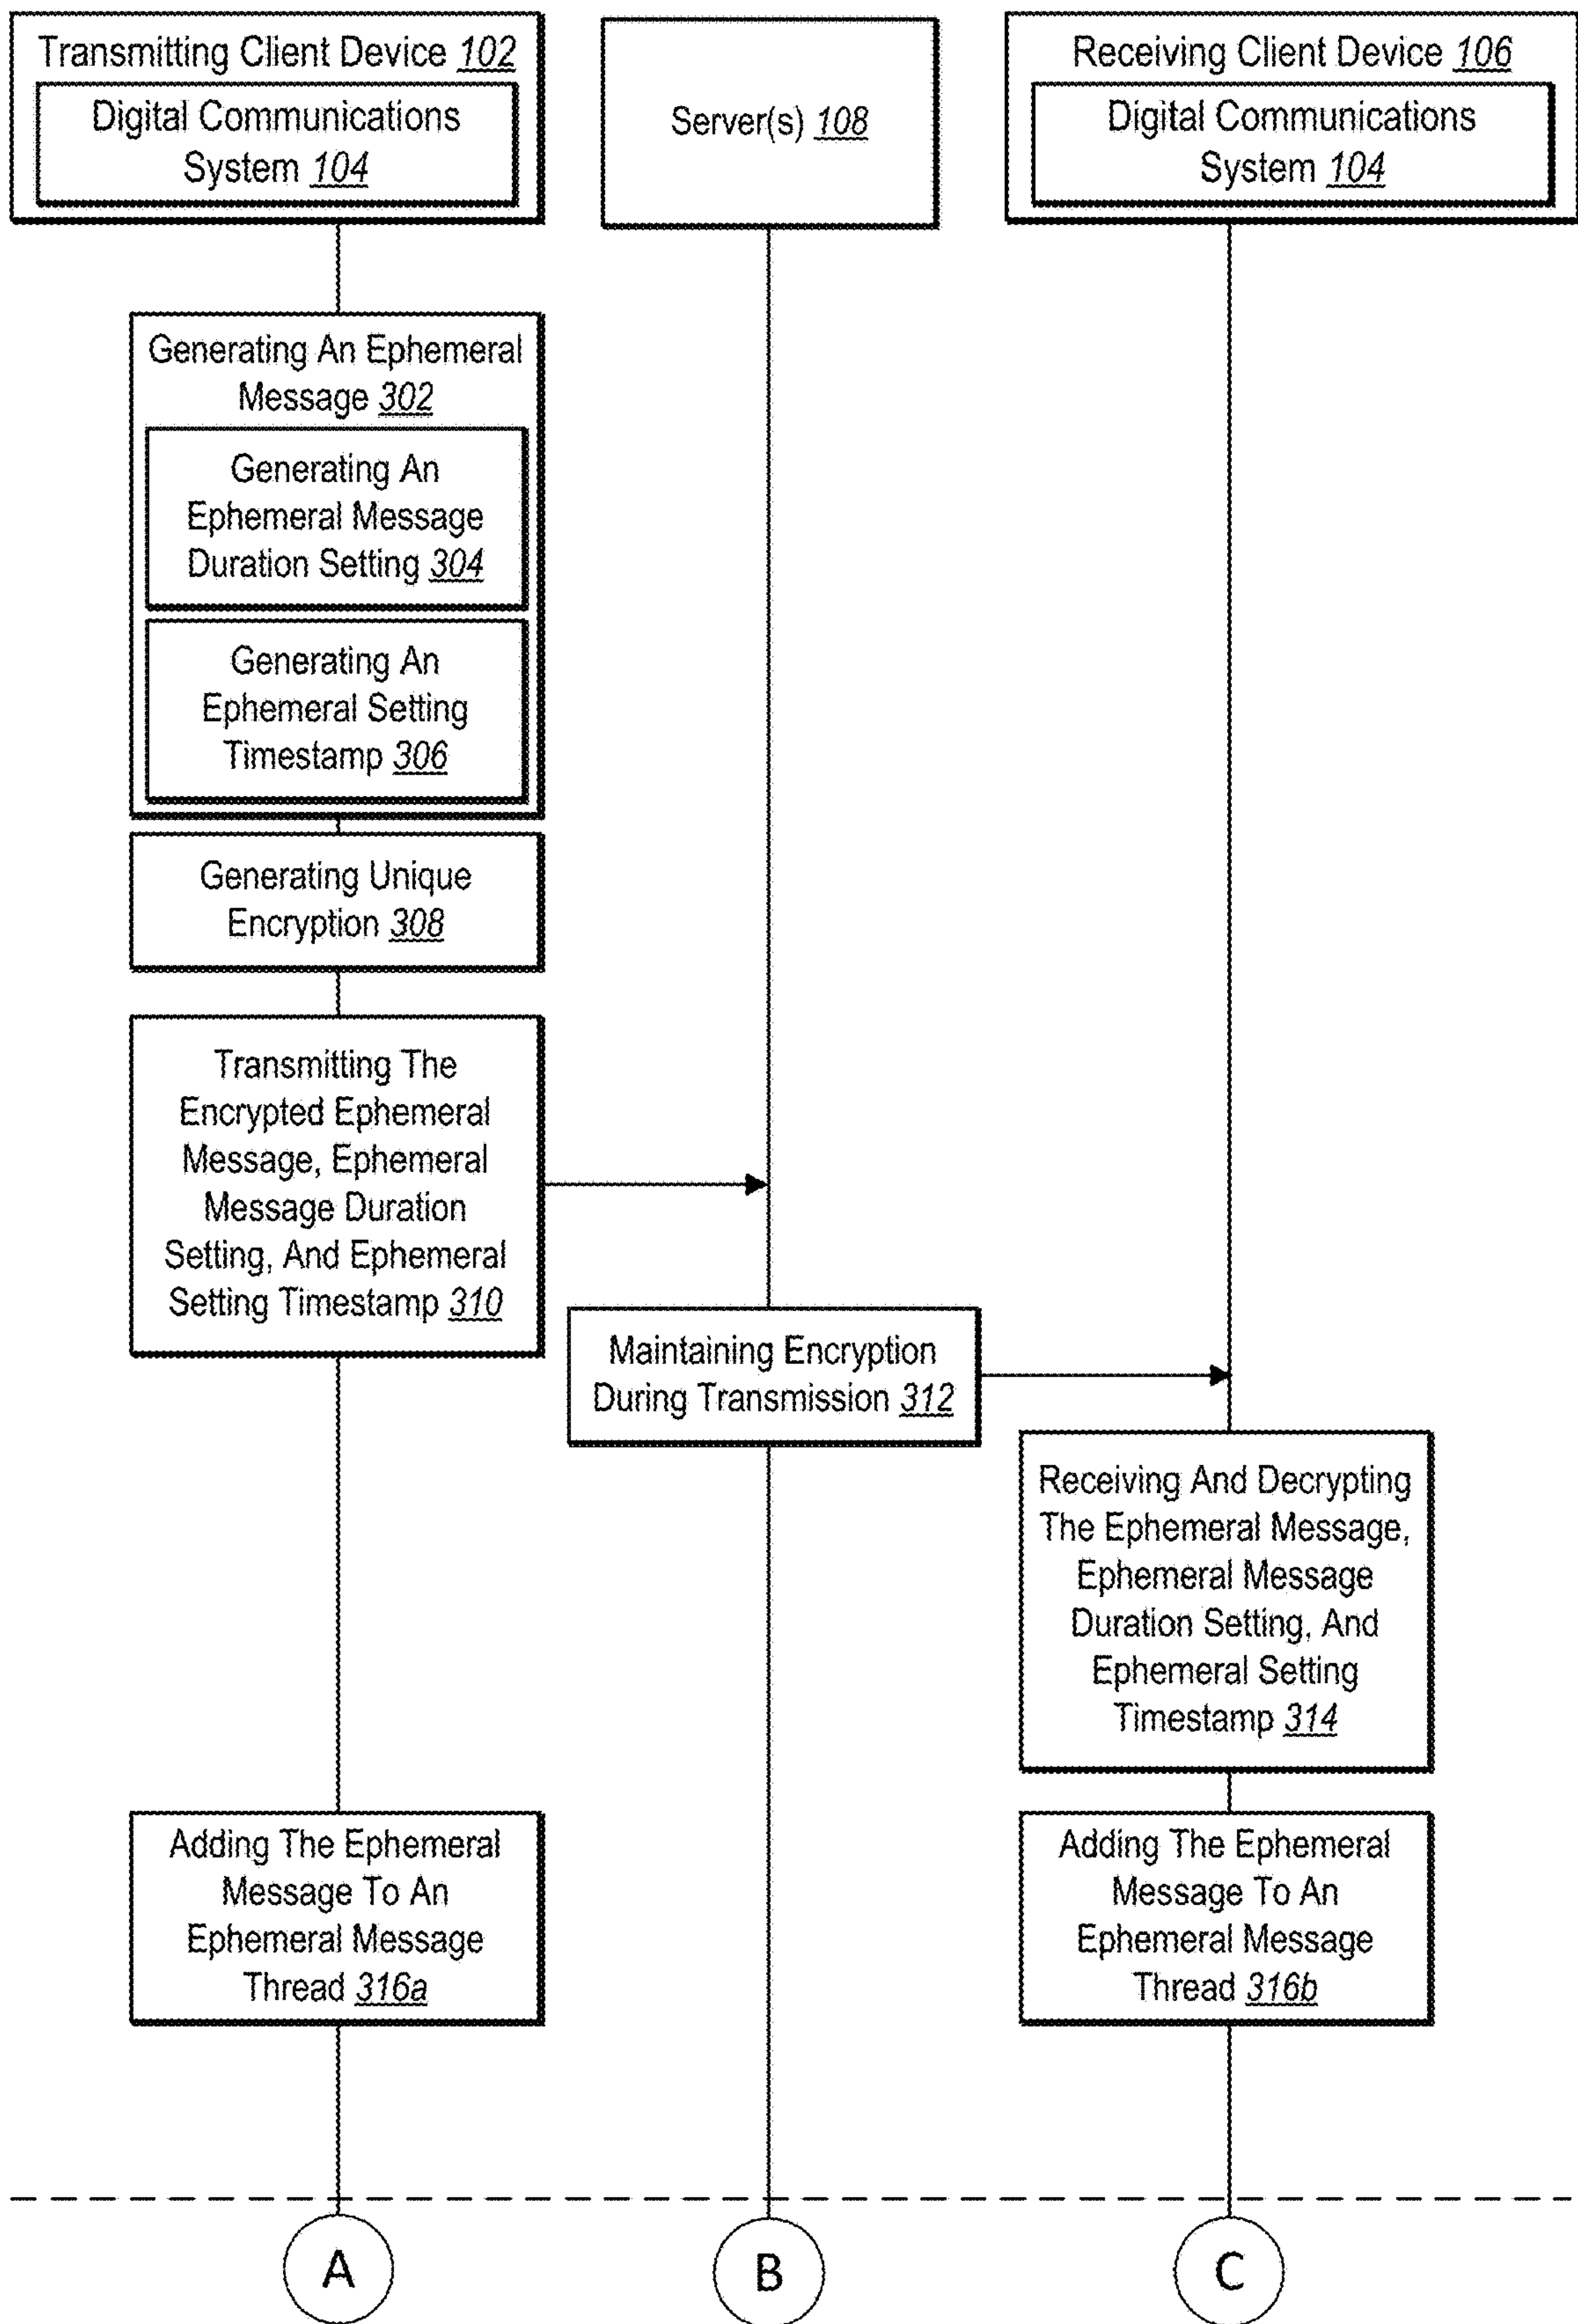 Transmitting Client Device 102
Digital Communications
System 104
Server(s) 108
Receiving Client Device 106
Digital Communications
System 104
Generating An Ephemeral
Message 302
Generating An
Ephemeral Message
Duration Setting 304
Generating An
Ephemeral Setting
Timestamp 306
Generating Unique
Encryption 308
Transmitting The
Encrypted Ephemeral
Message, Ephemeral
Message Duration
Setting, And Ephemeral
Setting Timestamp 310
Maintaining Encryption
During Transmission 312
Receiving And Decrypting
The Ephemeral Message,
Ephemeral Message
Duration Setting, And
Ephemeral Setting
Timestamp 314
Adding The Ephemeral
Message To An
Ephemeral Message
Thread 316a
Adding The Ephemeral
Message To An
Ephemeral Message
Thread 316b
A
B
C